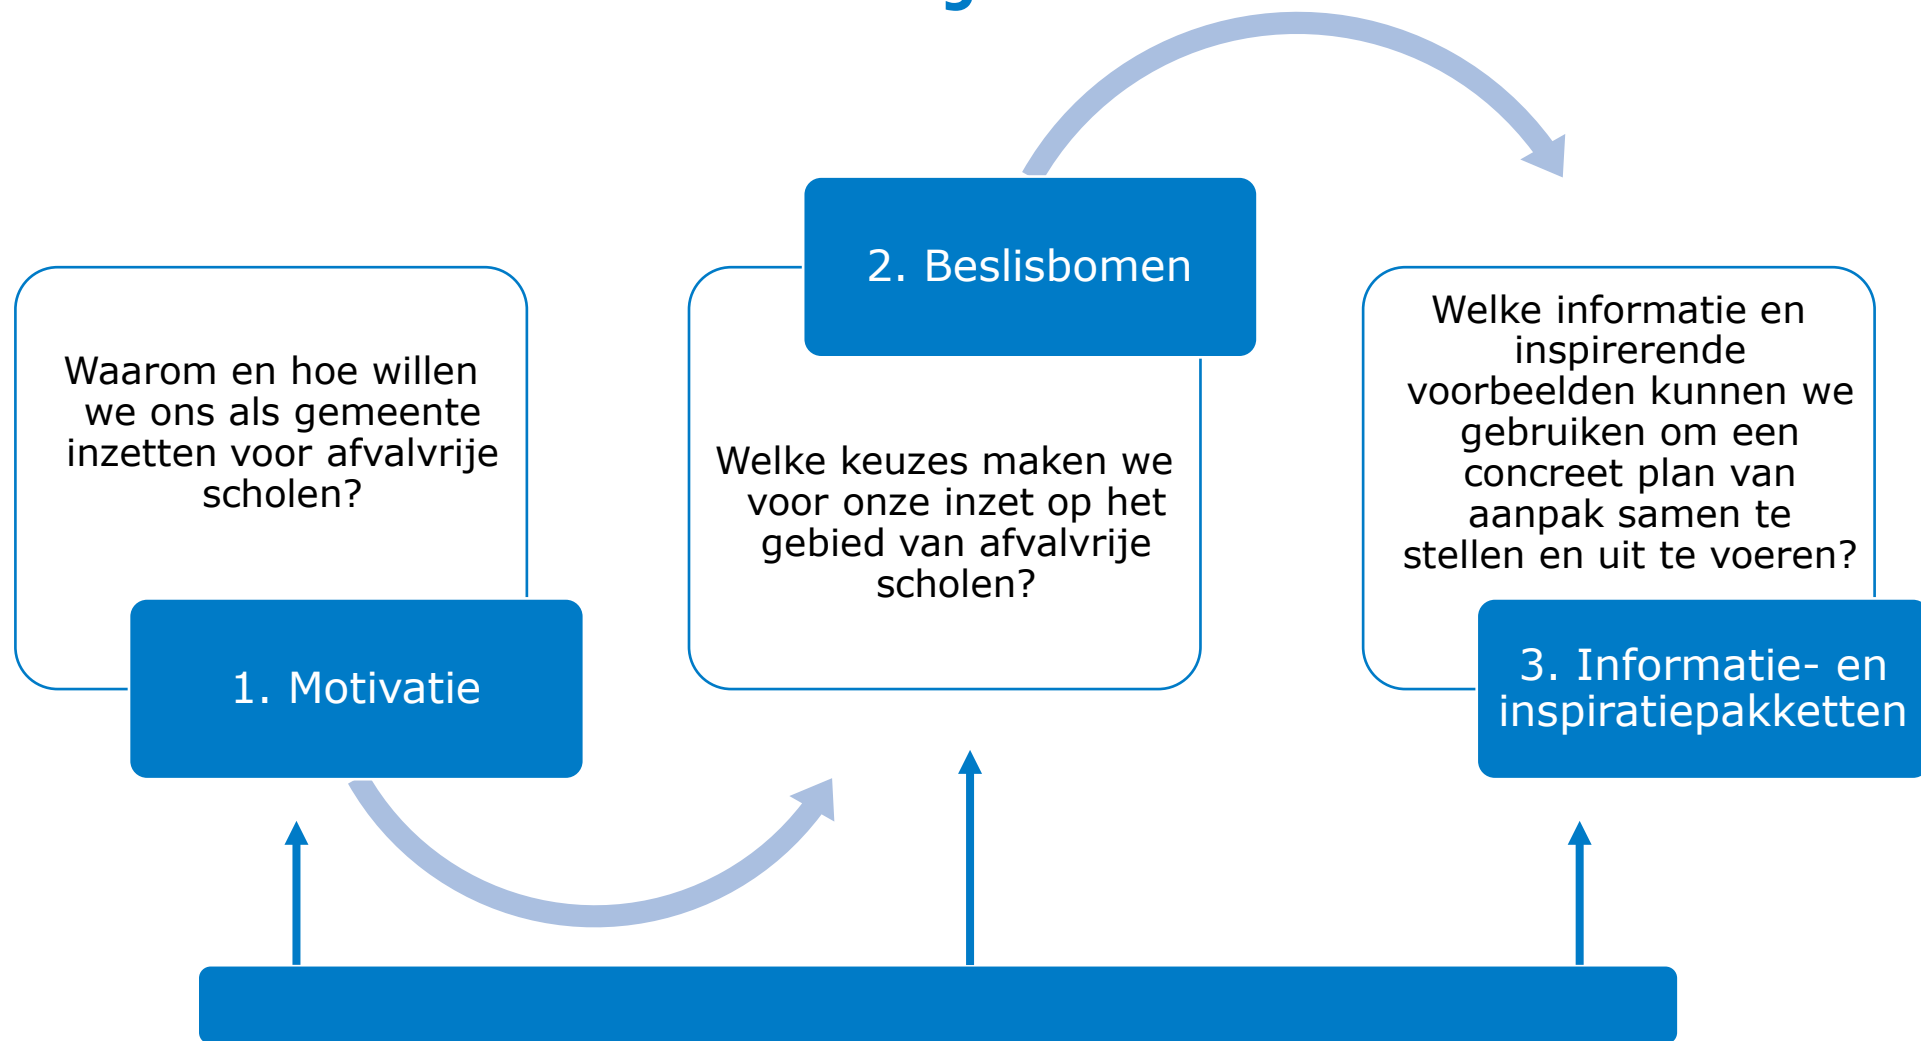 Waarom en hoe willen
we ons als gemeente
inzetten voor afvalvrije
scholen?
1. Motivatie
2. Beslisbomen
Welke keuzes maken we
voor onze inzet op het
gebied van afvalvrije
scholen?
Welke informatie en
inspirerende
voorbeelden kunnen we
gebruiken om een
concreet plan van
aanpak samen te
stellen en uit te voeren?
3. Informatie- en
inspiratiepakketten